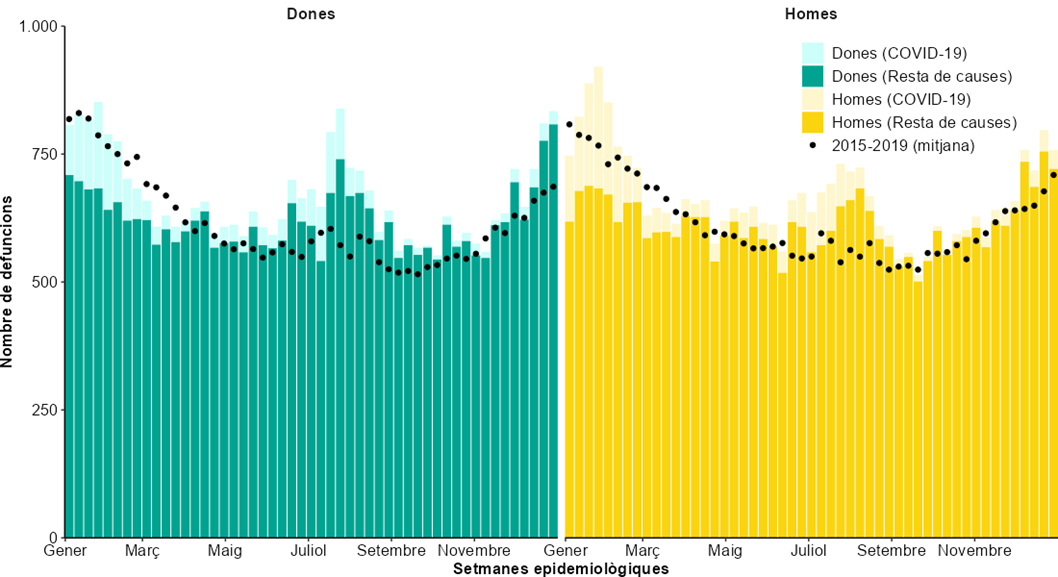 Dones
Homes
1.000
750
500
250
0
Nombre de defuncions
Dones (COVID-19)
Dones (Resta de causes)
Homes (COVID-19)
Homes (Resta de causes)
2015-2019 (mitjana)
Gener Març Maig Juliol Setembre Novembre
Gener Març Maig Juliol Setembre Novembre
Setmanes epidemiològiques